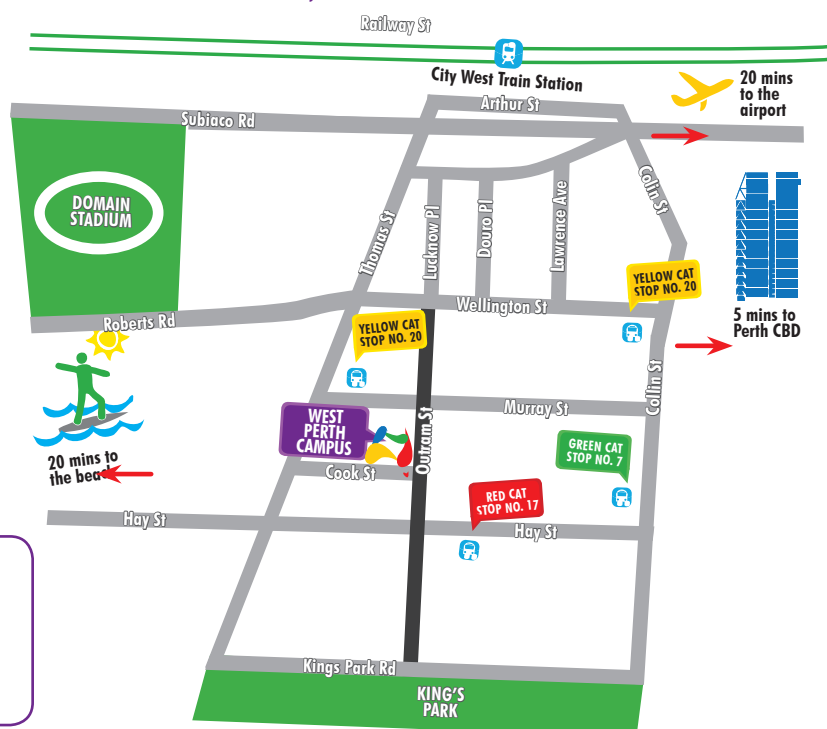 Railway St
City West Train Station
20 mins
to the
airport
Arthur St
Subiaco Rd
Colin St
DOMAIN
STADIUM
Thomas St
Lucknow Pl
Douro Pl
Lawrence Ave
YELLOW CAT
STOP NO. 20
Wellington St
5 mins to
Perth CBD
Roberts Rd
YELLOW CAT
STOP NO. 20
Collin St
Murray St
WEST
PERTH
CAMPUS
Outram St
GREEN CAT
STOP NO. 7
20 mins to
the beach
Cook St
RED CAT
STOP NO. 17
Hay St
Hay St
Kings Park Rd
KING'S
PARK